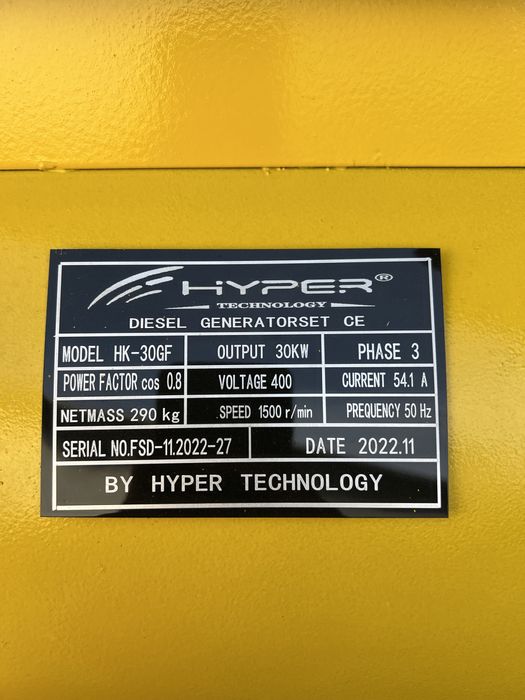 HYPER®
TECHNOLOGY
DIESEL GENERATORSET CE
MODEL HK-30GF OUTPUT 30KW PHASE 3
POWER FACTOR cos 0.8 VOLTAGE 400 CURRENT 54.1 A
NETMASS 290 kg SPEED 1500 r/min PREQUENCY 50 Hz
SERIAL NO.FSD-11.2022-27 DATE 2022.11
BY HYPER TECHNOLOGY